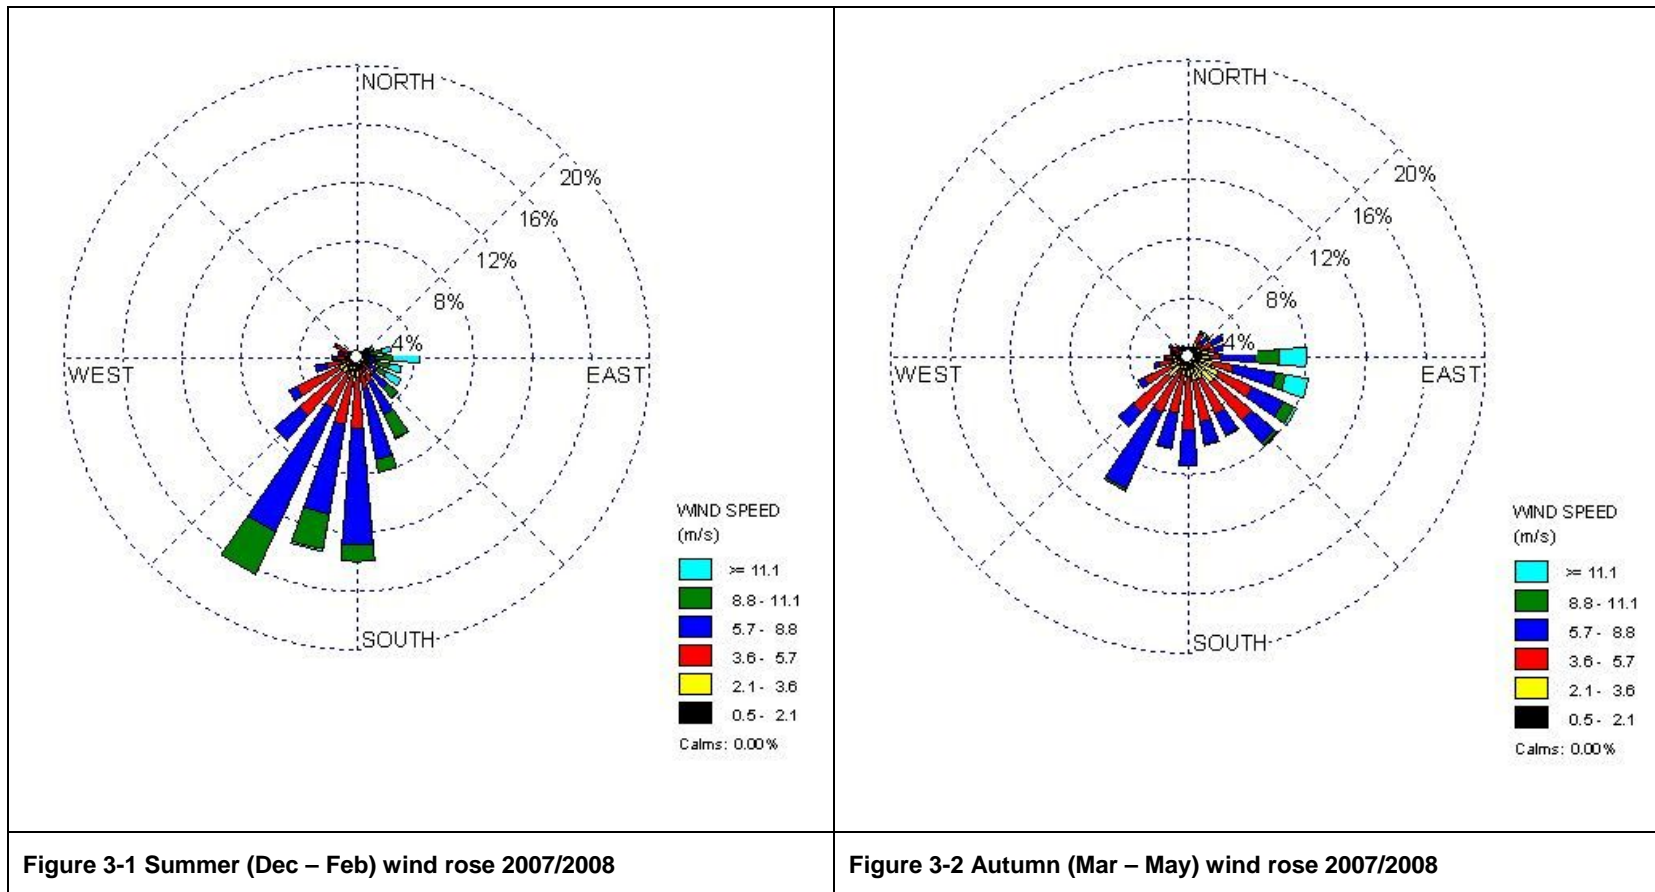 NORTH
20%
16%
12%
8%
4%
WEST
EAST
SOUTH
WIND SPEED
(m/s)
>= 11.1
8.8 - 11.1
5.7 - 8.8
3.6 - 5.7
2.1 - 3.6
0.5 - 2.1
Calms: 0.00%
Figure 3-1 Summer (Dec – Feb) wind rose 2007/2008
NORTH
20%
16%
12%
8%
4%
WEST
EAST
SOUTH
WIND SPEED
(m/s)
>= 11.1
8.8 - 11.1
5.7 - 8.8
3.6 - 5.7
2.1 - 3.6
0.5 - 2.1
Calms: 0.00%
Figure 3-2 Autumn (Mar – May) wind rose 2007/2008